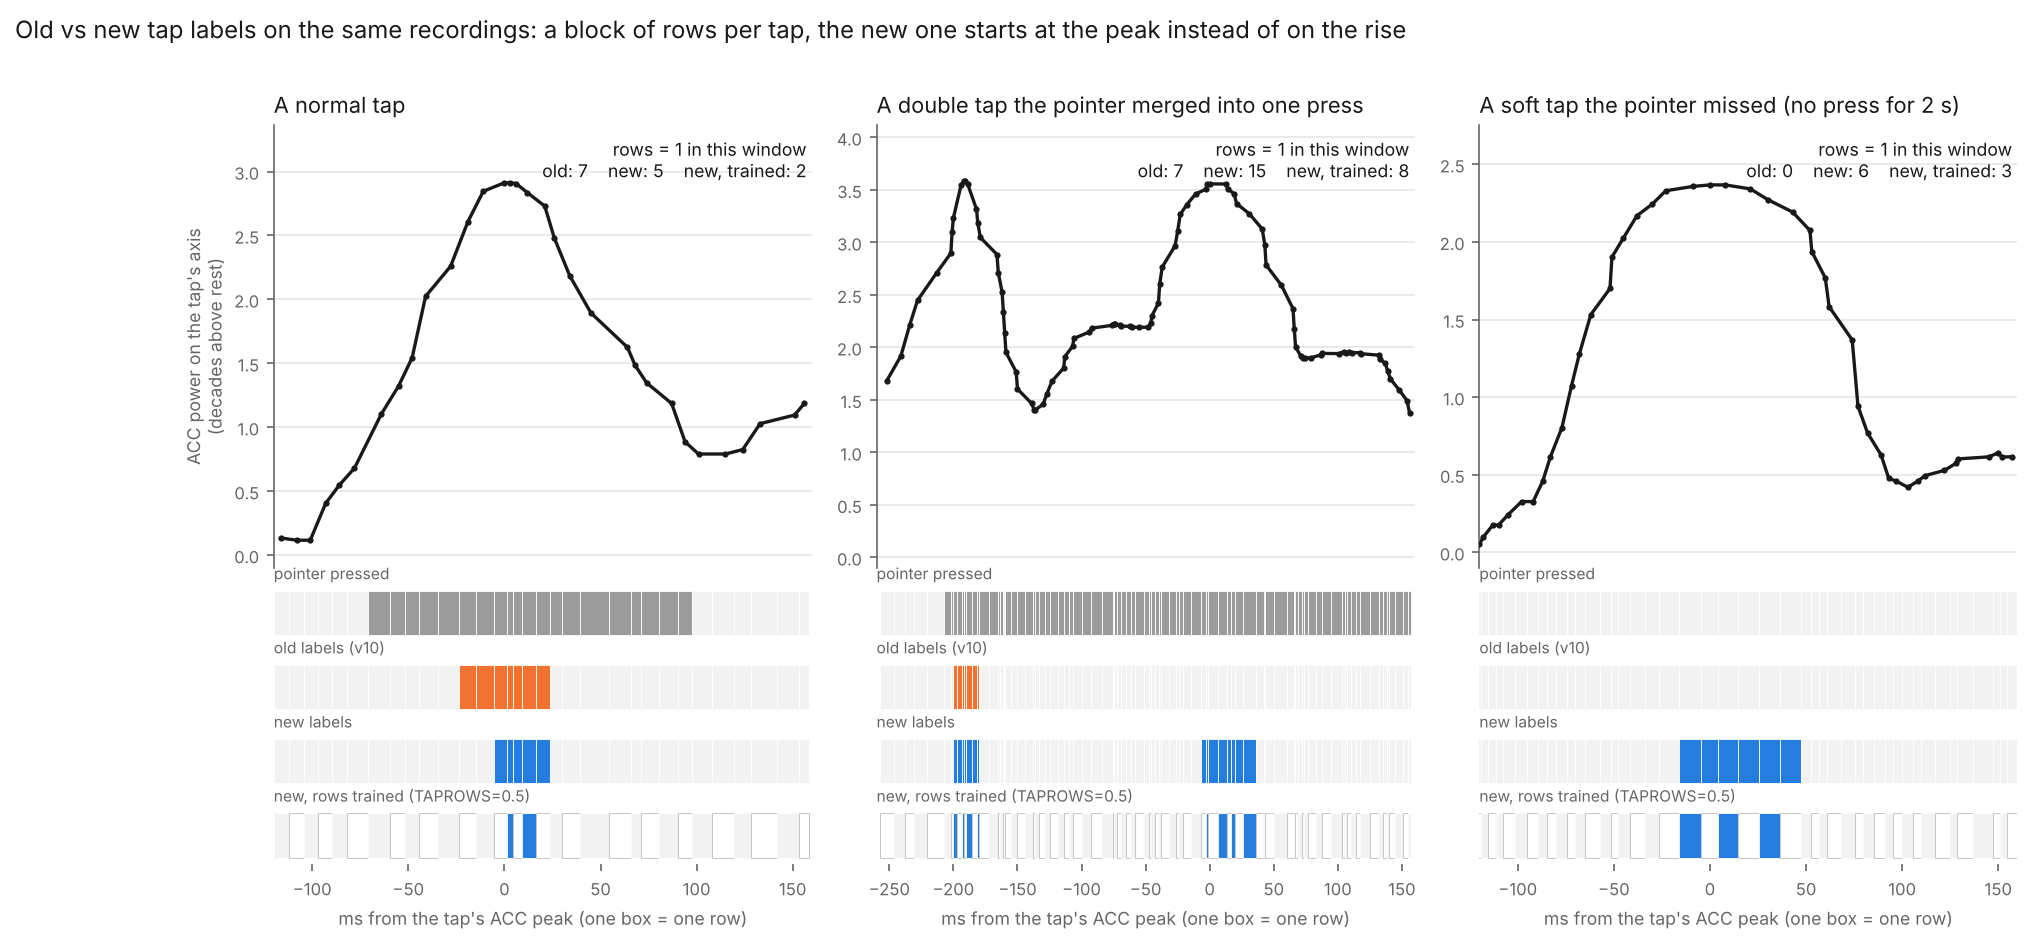 Old vs new tap labels on the same recordings: a block of rows per tap, the new one starts at the peak instead of on the rise
A normal tap
rows = 1 in this window
old: 7 new: 5 new, trained: 2
ACC power on the tap's axis
(decades above rest)
3.0
2.5
2.0
1.5
1.0
0.5
0.0
pointer pressed
old labels (v10)
new labels
new, rows trained (TAPROWS=0.5)
−100 −50 0 50 100 150
ms from the tap's ACC peak (one box = one row)
A double tap the pointer merged into one press
rows = 1 in this window
old: 7 new: 15 new, trained: 8
4.0
3.5
3.0
2.5
2.0
1.5
1.0
0.5
0.0
pointer pressed
old labels (v10)
new labels
new, rows trained (TAPROWS=0.5)
−250 −200 −150 −100 −50 0 50 100 150
ms from the tap's ACC peak (one box = one row)
A soft tap the pointer missed (no press for 2 s)
rows = 1 in this window
old: 0 new: 6 new, trained: 3
2.5
2.0
1.5
1.0
0.5
0.0
pointer pressed
old labels (v10)
new labels
new, rows trained (TAPROWS=0.5)
−100 −50 0 50 100 150
ms from the tap's ACC peak (one box = one row)